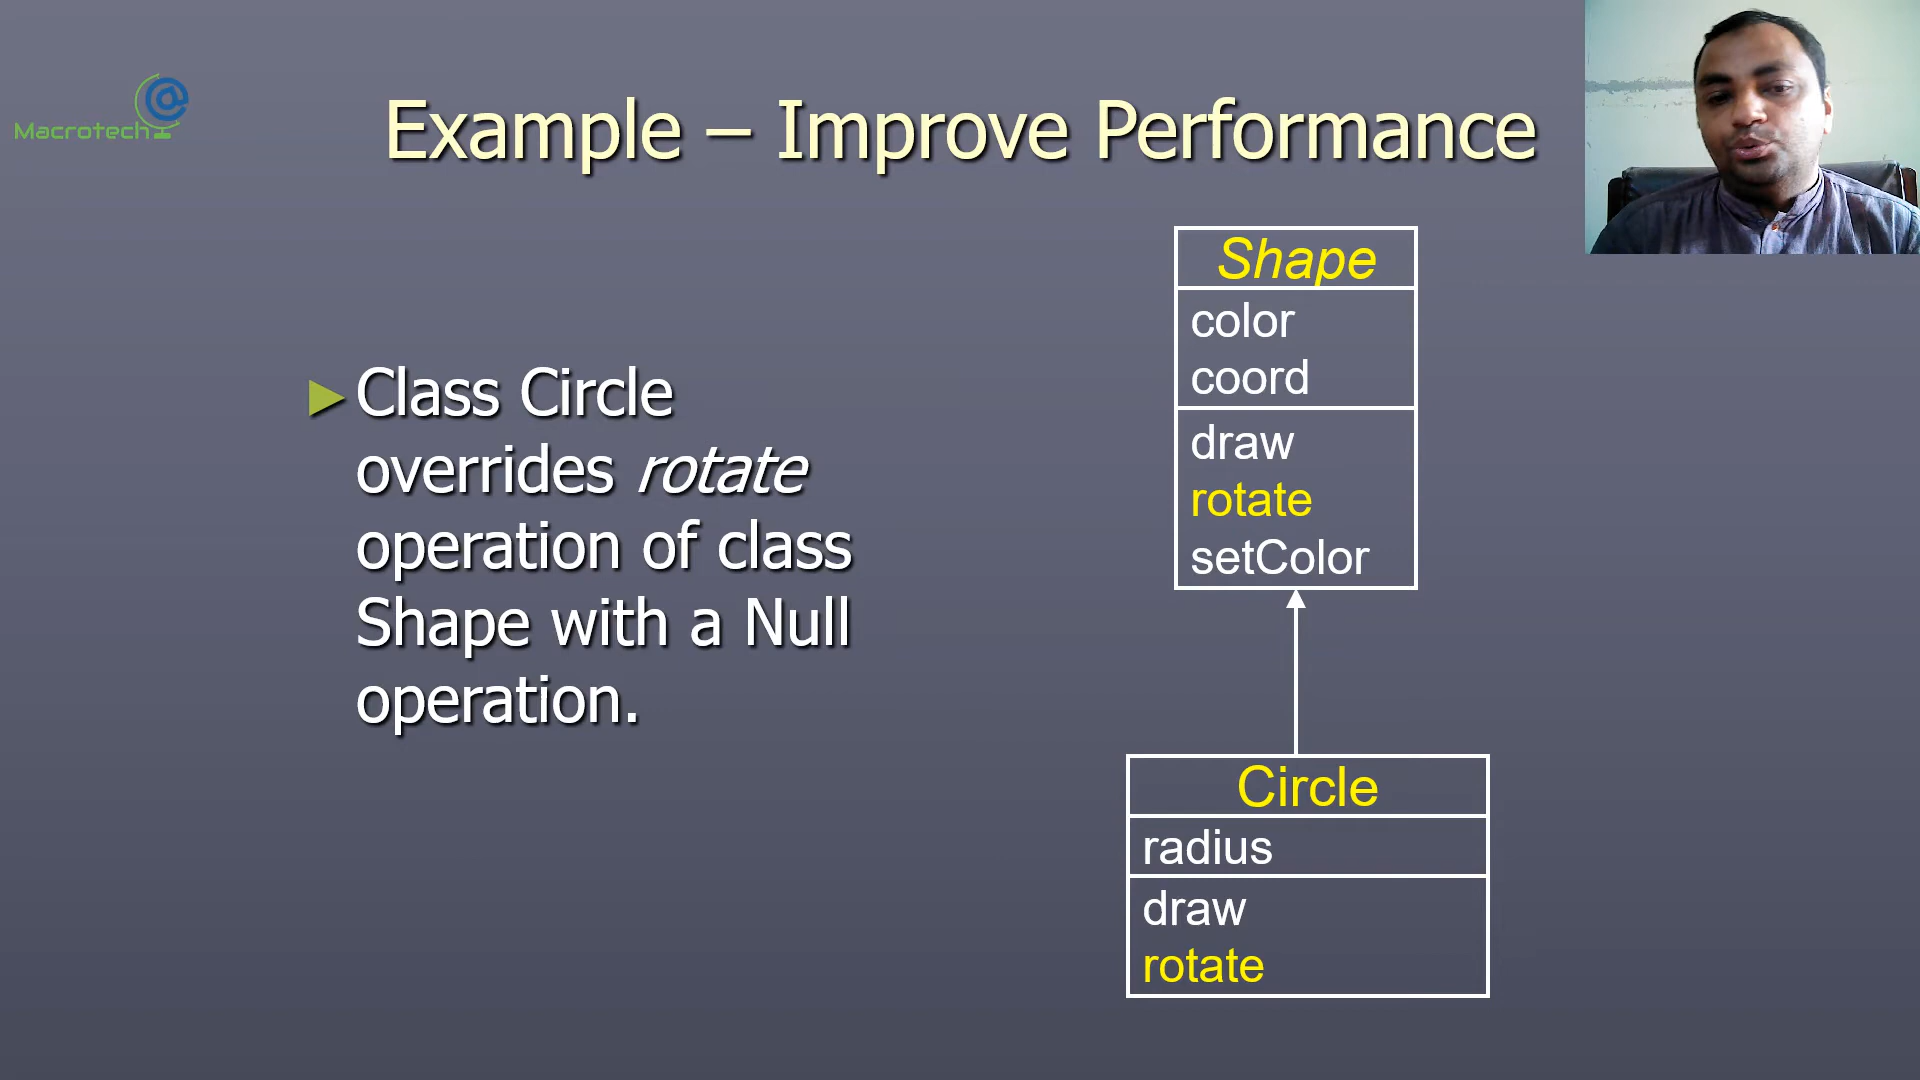 Macrotech
Example – Improve Performance
Class Circle
overrides rotate
operation of class
Shape with a Null
operation.
Shape
color
coord
draw
rotate
setColor
Circle
radius
draw
rotate